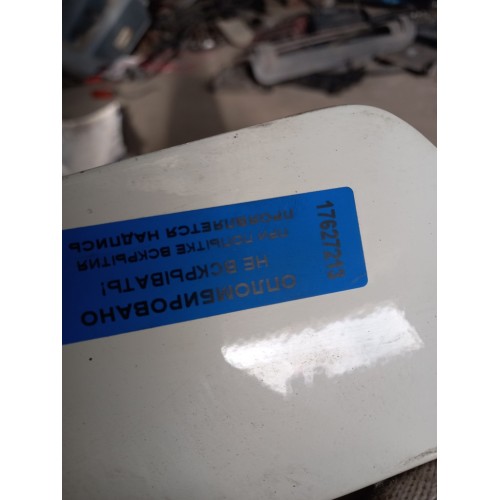 ОПЛОМБИРОВАНО
НЕ ВСКРЫВАТЬ!
ПРИ ПОПЫТКЕ ВСКРЫТИЯ
ПРОЯВЛЯЕТСЯ НАДПИСЬ
17627213